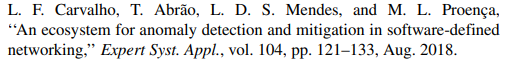 L. F. Carvalho, T. Abrão, L. D. S. Mendes, and M. L. Proença,
‘‘An ecosystem for anomaly detection and mitigation in software-defined
networking,’’ Expert Syst. Appl., vol. 104, pp. 121–133, Aug. 2018.